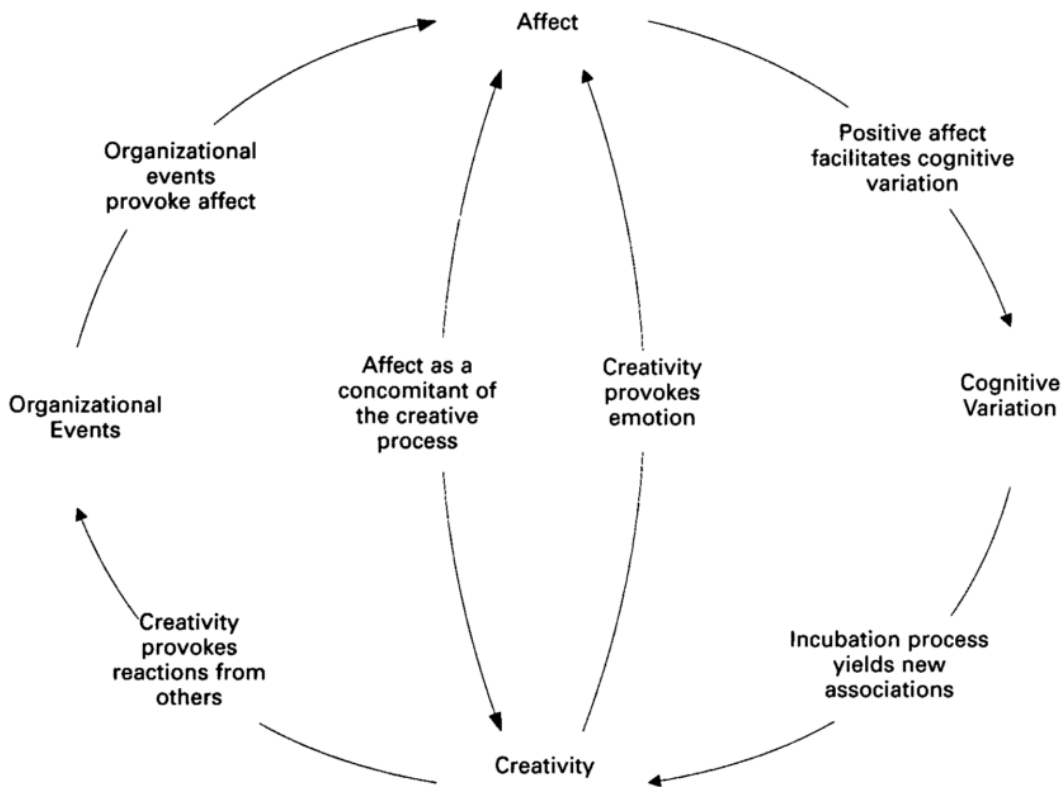 Affect
Organizational
events
provoke affect
Positive affect
facilitates cognitive
variation
Organizational
Events
Affect as a
concomitant of
the creative
process
Creativity
provokes
emotion
Cognitive
Variation
Creativity
provokes
reactions from
others
Incubation process
yields new
associations
Creativity